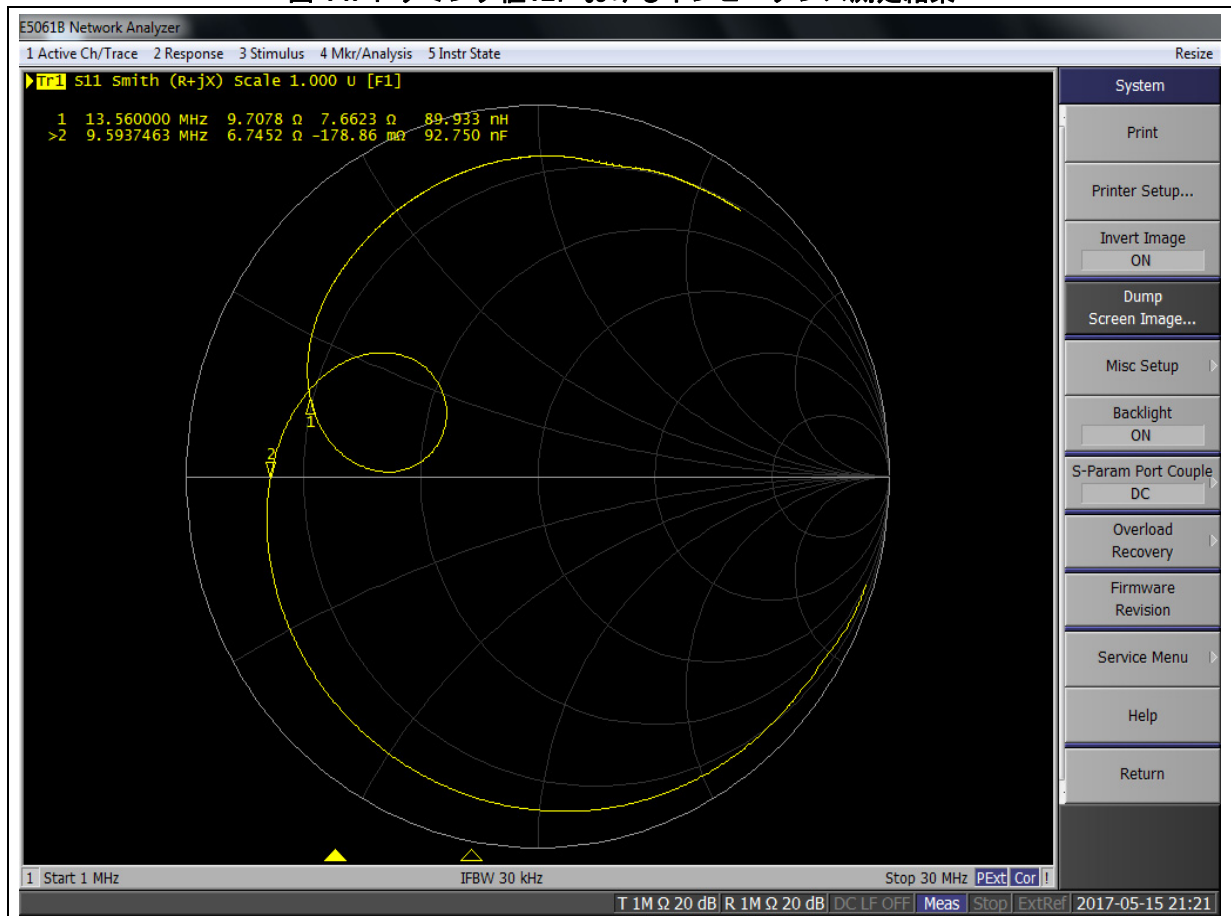 E5061B Network Analyzer
1 Active Ch/Trace 2 Response 3 Stimulus 4 Mkr/Analysis 5 Instr State Resize
Tr1 S11 Smith (R+jX) Scale 1.000 U [F1]
1 13.560000 MHz 9.7078 Ω 7.6623 Ω 89.933 nH
>2 9.5937463 MHz 6.7452 Ω -178.86 mΩ 92.750 nF
1
2
System
Print
Printer Setup...
Invert Image
ON
Dump
Screen Image...
Misc Setup
Backlight
ON
S-Param Port Couple
DC
Overload
Recovery
Firmware
Revision
Service Menu
Help
Return
1 Start 1 MHz IFBW 30 kHz Stop 30 MHz PExt Cor !
T 1M Ω 20 dB R 1M Ω 20 dB DC LF OFF Meas Stop ExtRef 2017-05-15 21:21